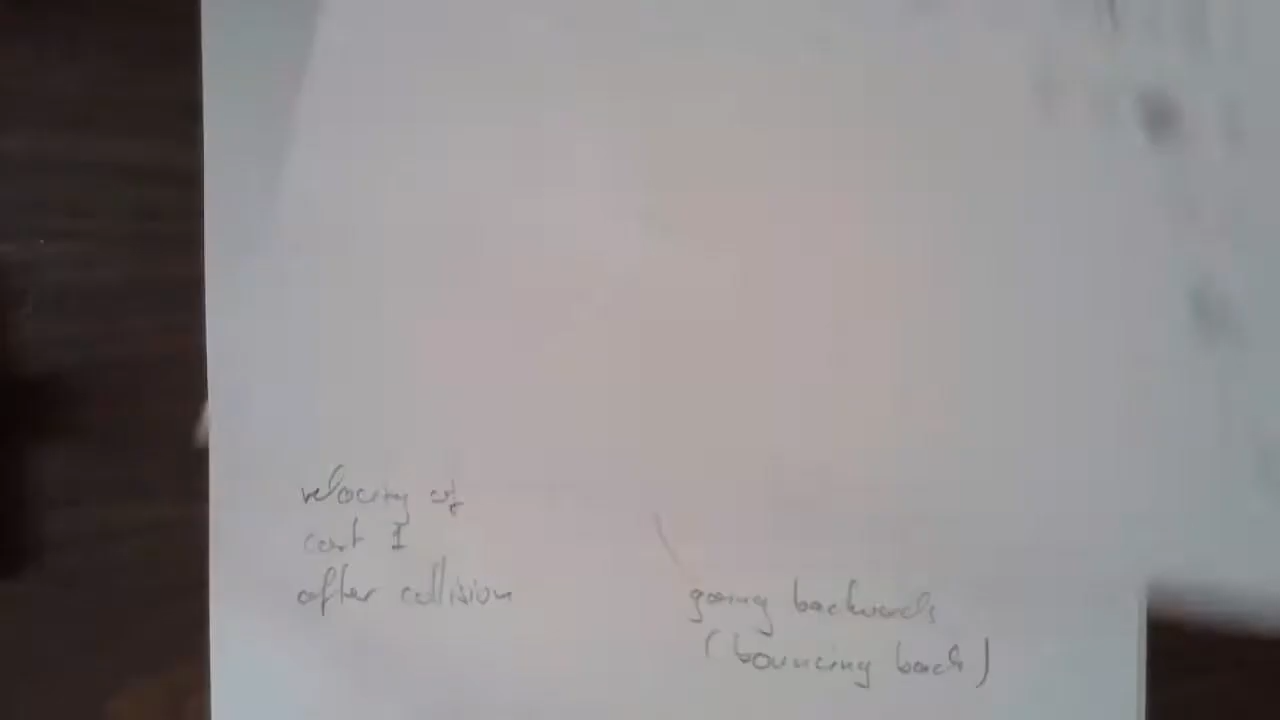 velocity of
cart 1
after collision
going backwards
(bouncing back)